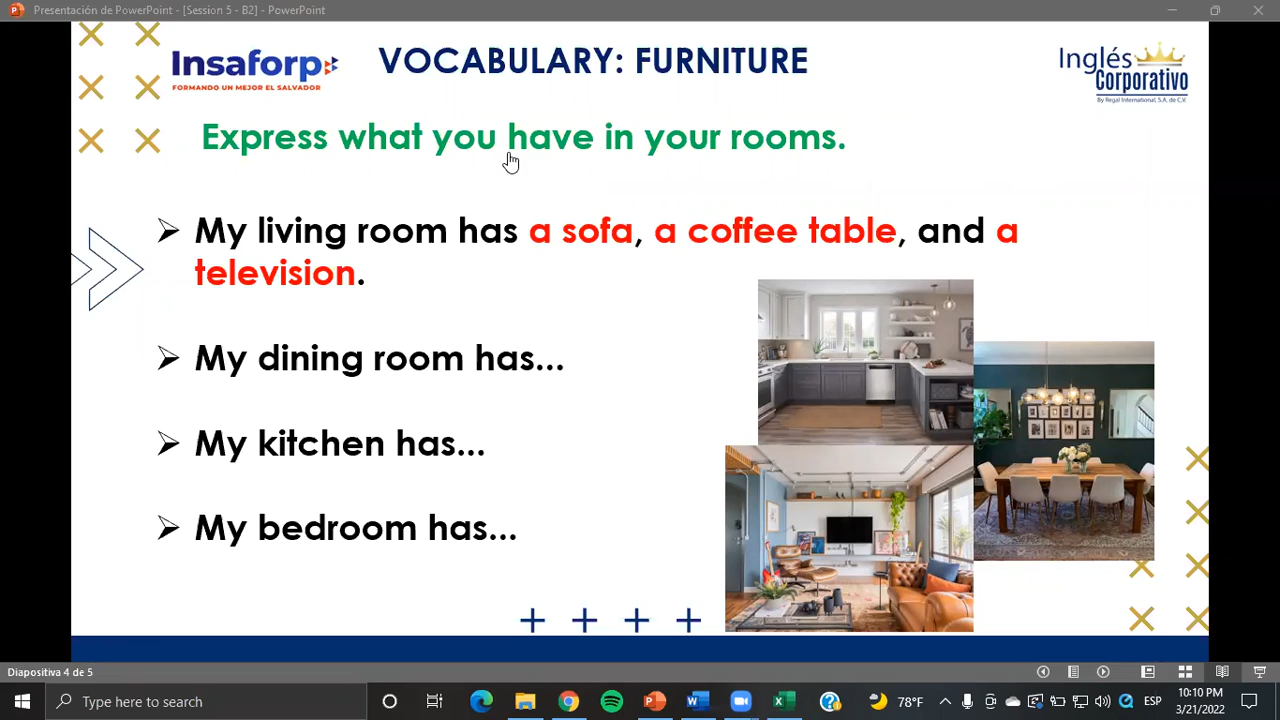 Presentación de PowerPoint - [Session 5 - B2] - PowerPoint
Insaforp
FORMANDO UN MEJOR EL SALVADOR
VOCABULARY: FURNITURE
Inglés
Corporativo
By Regal International, S.A. de C.V.
Express what you have in your rooms.
My living room has a sofa, a coffee table, and a
television.
My dining room has...
My kitchen has...
My bedroom has...
Diapositiva 4 de 5
Type here to search
78°F
ESP
10:10 PM
3/21/2022